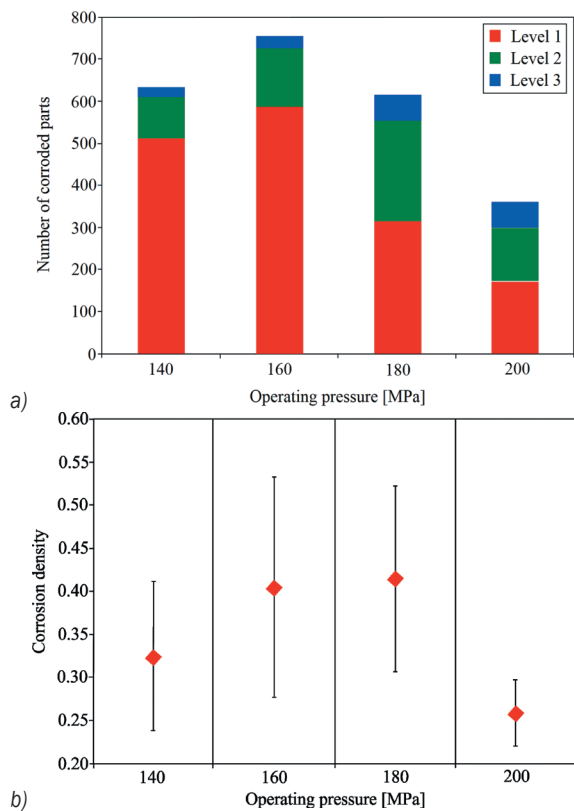 800
700
600
500
400
300
200
100
0
Number of corroded parts
Level 1
Level 2
Level 3
140 160 180 200
Operating pressure [MPa]
a)
0.60
0.55
0.50
0.45
0.40
0.35
0.30
0.25
0.20
Corrosion density
140 160 180 200
Operating pressure [MPa]
b)